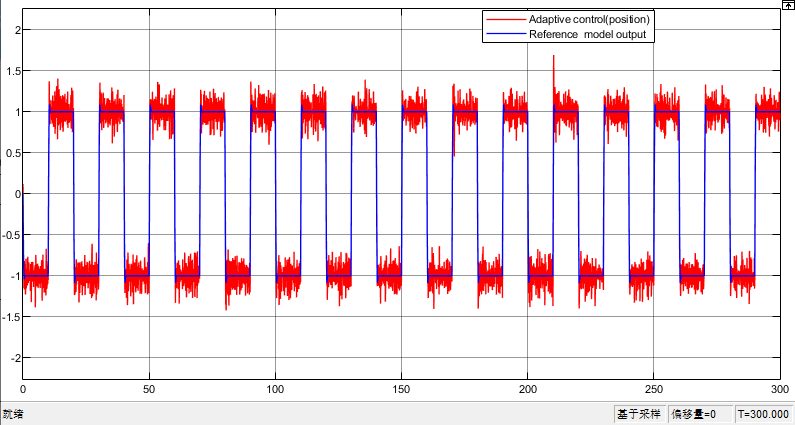 Adaptive control(position)
Reference model output
2
1.5
1
0.5
0
-0.5
-1
-1.5
-2
0
50
100
150
200
250
300
就绪
基于采样
偏移量=0
T=300.000